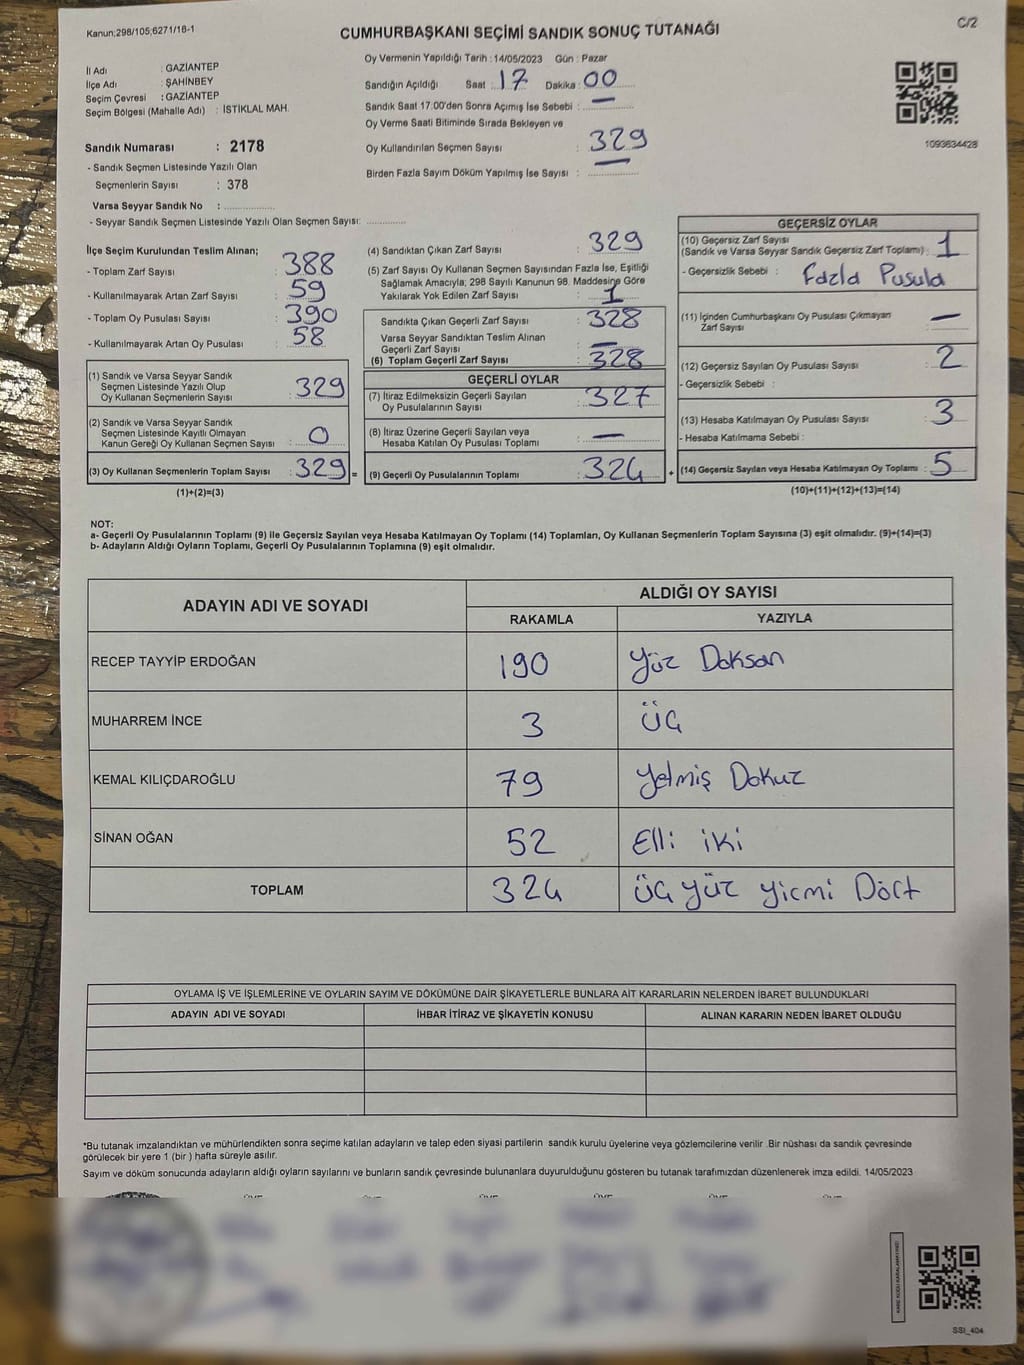 Kanun;298/105;6271/18-1
CUMHURBAŞKANI SEÇİMİ SANDIK SONUÇ TUTANAĞI
C/2
İl Adı : GAZİANTEP
İlçe Adı : ŞAHİNBEY
Seçim Çevresi : GAZİANTEP
Seçim Bölgesi (Mahalle Adı) : İSTİKLAL MAH.
Oy Vermenin Yapıldığı Tarih : 14/05/2023 Gün : Pazar
Sandığın Açıldığı Saat : 17 Dakika : 00
Sandık Saat 17:00'den Sonra Açımış İse Sebebi : —
Oy Verme Saati Bitiminde Sırada Bekleyen ve
Oy Kullandırılan Seçmen Sayısı : 329
Birden Fazla Sayım Döküm Yapılmış İse Sayısı : —
1093634428
Sandık Numarası : 2178
- Sandık Seçmen Listesinde Yazılı Olan
Seçmenlerin Sayısı : 378
Varsa Seyyar Sandık No :
- Seyyar Sandık Seçmen Listesinde Yazılı Olan Seçmen Sayısı:
İlçe Seçim Kurulundan Teslim Alınan;
- Toplam Zarf Sayısı : 388
- Kullanılmayarak Artan Zarf Sayısı : 59
- Toplam Oy Pusulası Sayısı : 390
- Kullanılmayarak Artan Oy Pusulası : 58
(1) Sandık ve Varsa Seyyar Sandık
Seçmen Listesinde Yazılı Olup
Oy Kullanan Seçmenlerin Sayısı : 329
(2) Sandık ve Varsa Seyyar Sandık
Seçmen Listesinde Kayıtlı Olmayan
Kanun Gereği Oy Kullanan Seçmen Sayısı : 0
(3) Oy Kullanan Seçmenlerin Toplam Sayısı : 329 =
(1)+(2)=(3)
(4) Sandıktan Çıkan Zarf Sayısı : 329
(5) Zarf Sayısı Oy Kullanan Seçmen Sayısından Fazla İse, Eşitliği
Sağlamak Amacıyla; 298 Sayılı Kanunun 98. Maddesine Göre
Yakılarak Yok Edilen Zarf Sayısı : 1
Sandıkta Çıkan Geçerli Zarf Sayısı : 328
Varsa Seyyar Sandıktan Teslim Alınan
Geçerli Zarf Sayısı : —
(6) Toplam Geçerli Zarf Sayısı : 328
GEÇERLİ OYLAR
(7) İtiraz Edilmeksizin Geçerli Sayılan
Oy Pusulalarının Sayısı : 327
(8) İtiraz Üzerine Geçerli Sayılan veya
Hesaba Katılan Oy Pusulası Toplamı : —
(9) Geçerli Oy Pusulalarının Toplamı : 324 +
GEÇERSİZ OYLAR
(10) Geçersiz Zarf Sayısı
(Sandık ve Varsa Seyyar Sandık Geçersiz Zarf Toplamı) : 1
- Geçersizlik Sebebi : Fazla Pusula
(11) İçinden Cumhurbaşkanı Oy Pusulası Çıkmayan
Zarf Sayısı : —
(12) Geçersiz Sayılan Oy Pusulası Sayısı : 2
- Geçersizlik Sebebi :
(13) Hesaba Katılmayan Oy Pusulası Sayısı : 3
- Hesaba Katılmama Sebebi :
(14) Geçersiz Sayılan veya Hesaba Katılmayan Oy Toplamı : 5
(10)+(11)+(12)+(13)=(14)
NOT:
a- Geçerli Oy Pusulalarının Toplamı (9) ile Geçersiz Sayılan veya Hesaba Katılmayan Oy Toplamı (14) Toplamları, Oy Kullanan Seçmenlerin Toplam Sayısına (3) eşit olmalıdır. (9)+(14)=(3)
b- Adayların Aldığı Oyların Toplamı, Geçerli Oy Pusulalarının Toplamına (9) eşit olmalıdır.
ADAYIN ADI VE SOYADI
ALDIĞI OY SAYISI
RAKAMLA YAZIYLA
RECEP TAYYİP ERDOĞAN 190 Yüz Doksan
MUHARREM İNCE 3 Üç
KEMAL KILIÇDAROĞLU 79 Yetmiş Dokuz
SİNAN OĞAN 52 Elli iki
TOPLAM 324 Üç yüz yirmi Dört
OYLAMA İŞ VE İŞLEMLERİNE VE OYLARIN SAYIM VE DÖKÜMÜNE DAİR ŞİKAYETLERLE BUNLARA AİT KARARLARIN NELERDEN İBARET BULUNDUKLARI
ADAYIN ADI VE SOYADI İHBAR İTİRAZ VE ŞİKAYETİN KONUSU ALINAN KARARIN NEDEN İBARET OLDUĞU
*Bu tutanak imzalandıktan ve mühürlendikten sonra seçime katılan adayların ve talep eden siyasi partilerin sandık kurulu üyelerine veya gözlemcilerine verilir .Bir nüshası da sandık çevresinde
görülecek bir yere 1 (bir ) hafta süreyle asılır.
Sayım ve döküm sonucunda adayların aldığı oyların sayılarını ve bunların sandık çevresinde bulunanlara duyurulduğunu gösteren bu tutanak tarafımızdan düzenlenerek imza edildi. 14/05/2023
SSI_404